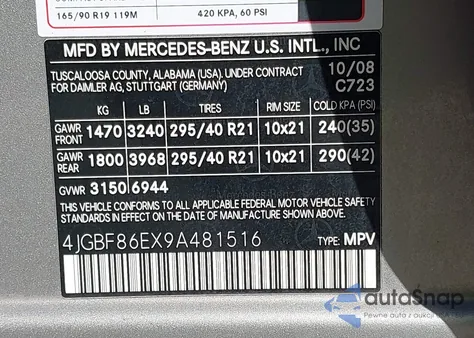 165/90 R19 119M 420 KPA, 60 PSI
MFD BY MERCEDES-BENZ U.S. INTL., INC
TUSCALOOSA COUNTY, ALABAMA (USA). UNDER CONTRACT 10/08
FOR DAIMLER AG, STUTTGART (GERMANY) C723
KG LB TIRES RIM SIZE COLD KPA (PSI)
GAWR FRONT 1470 3240 295/40 R21 10x21 240(35)
GAWR REAR 1800 3968 295/40 R21 10x21 290(42)
GVWR 3150 6944
THIS VEHICLE CONFORMS TO ALL APPLICABLE FEDERAL MOTOR VEHICLE SAFETY
STANDARDS IN EFFECT ON THE DATE OF MANUFACTURE SHOWN ABOVE.
4JGBF86EX9A481516 TYPE: MPV
autoSnap
Pewne auto z aukcji